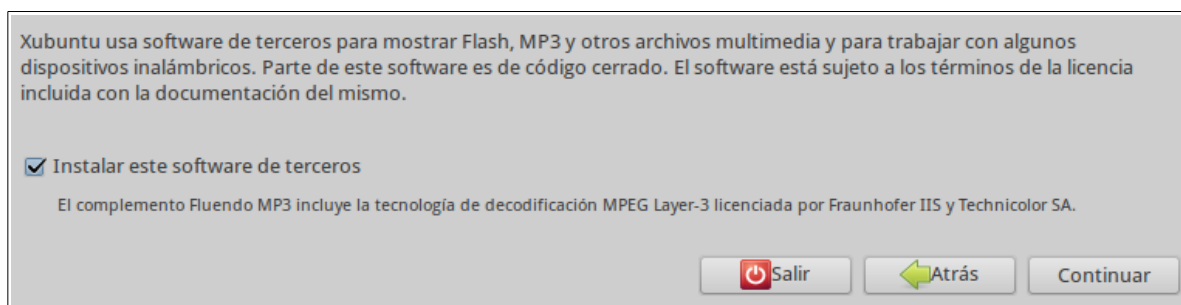 Xubuntu usa software de terceros para mostrar Flash, MP3 y otros archivos multimedia y para trabajar con algunos
dispositivos inalámbricos. Parte de este software es de código cerrado. El software está sujeto a los términos de la licencia
incluida con la documentación del mismo.
Instalar este software de terceros
El complemento Fluendo MP3 incluye la tecnología de decodificación MPEG Layer-3 licenciada por Fraunhofer IIS y Technicolor SA.
Salir Atrás Continuar